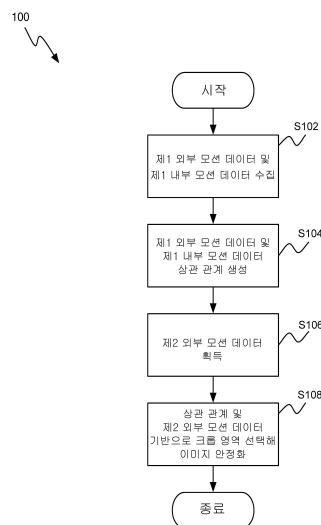 100
시작
S102
제1 외부 모션 데이터 및
제1 내부 모션 데이터 수집
S104
제1 외부 모션 데이터 및
제1 내부 모션 데이터
상관 관계 생성
S106
제2 외부 모션 데이터
획득
S108
상관 관계 및
제2 외부 모션 데이터
기반으로 크롭 영역 선택해
이미지 안정화
종료